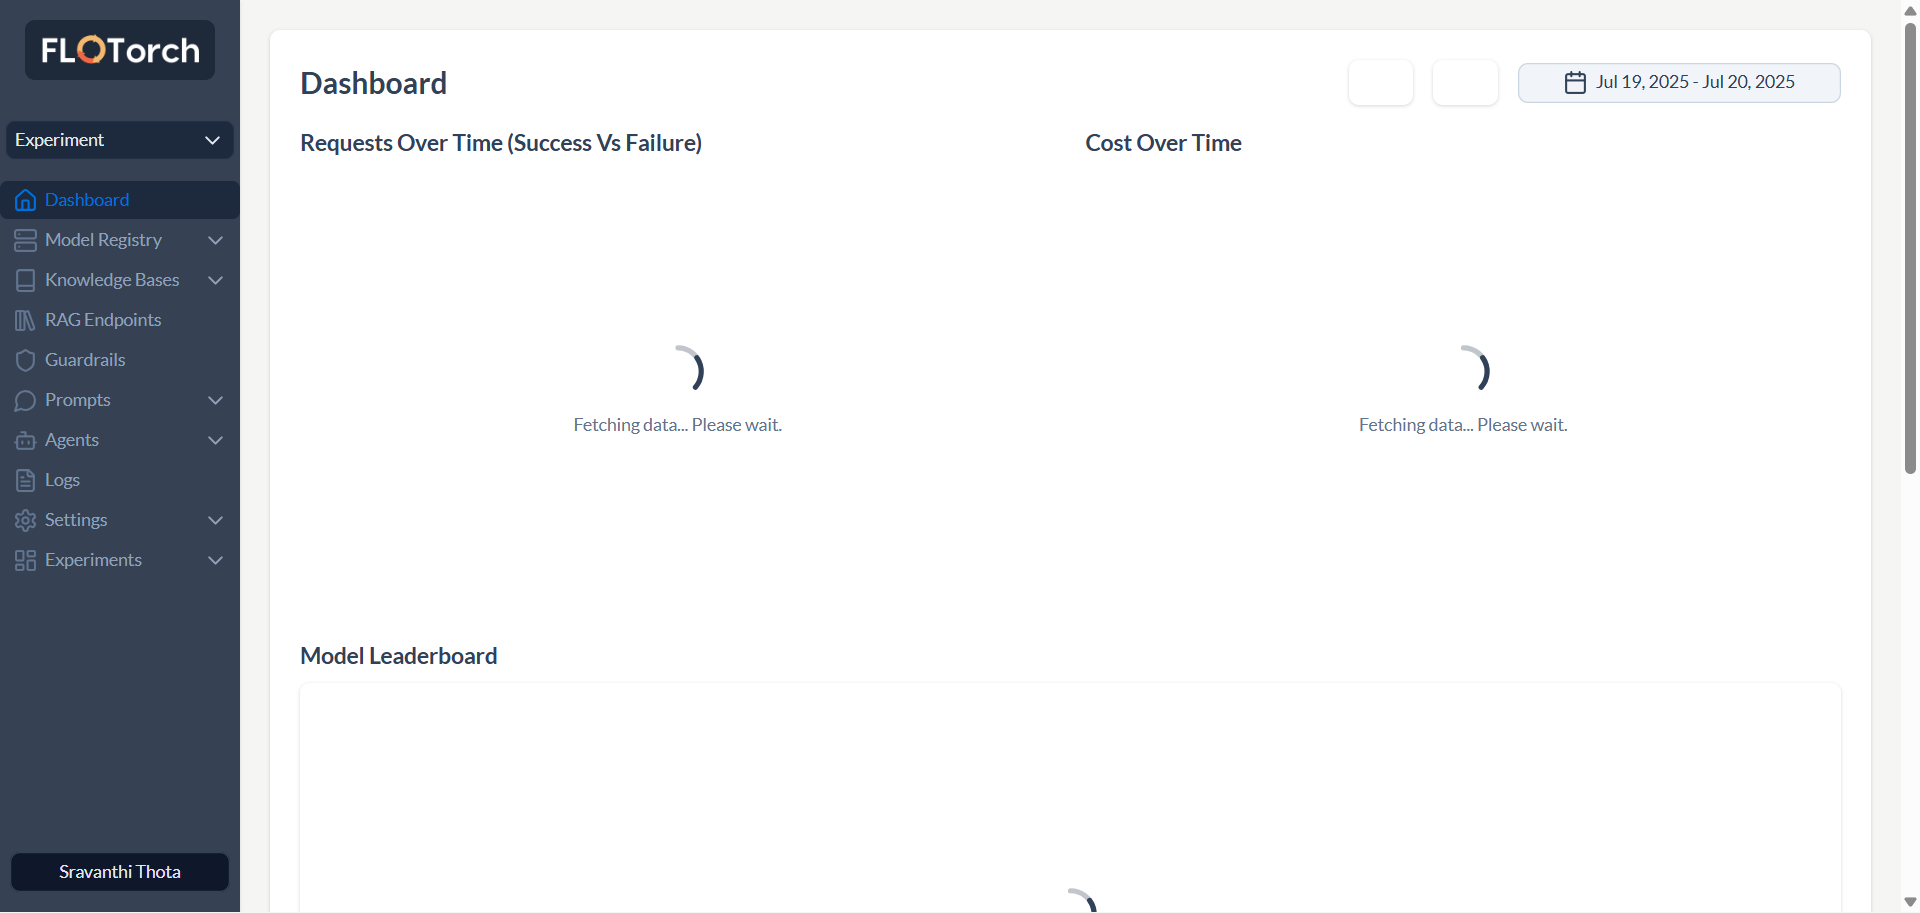 FLOTorch
Experiment
Dashboard
Model Registry
Knowledge Bases
RAG Endpoints
Guardrails
Prompts
Agents
Logs
Settings
Experiments
Sravanthi Thota
Dashboard
Jul 19, 2025 - Jul 20, 2025
Requests Over Time (Success Vs Failure)
Fetching data... Please wait.
Cost Over Time
Fetching data... Please wait.
Model Leaderboard